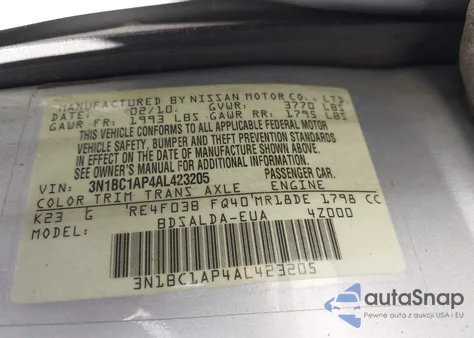 MANUFACTURED BY NISSAN MOTOR CO., LTD.
DATE: 02/10. GVWR: 3770 LBS
GAWR FR: 1993 LBS GAWR RR: 1795 LBS
THIS VEHICLE CONFORMS TO ALL APPLICABLE FEDERAL MOTOR
VEHICLE SAFETY, BUMPER AND THEFT PREVENTION STANDARDS
IN EFFECT ON THE DATE OF MANUFACTURE SHOWN ABOVE.
SEE OWNER'S MANUAL FOR ADDITIONAL INFORMATION.
VIN: 3N1BC1AP4AL423205 PASSENGER CAR.
COLOR TRIM TRANS AXLE ENGINE
K23 G RE4F03B FQ40 MR18DE 1798 CC
MODEL: BDSALDA-EUA 4Z000
3N1BC1AP4AL423205
autoSnap
Pewne auta z aukcji USA i EU